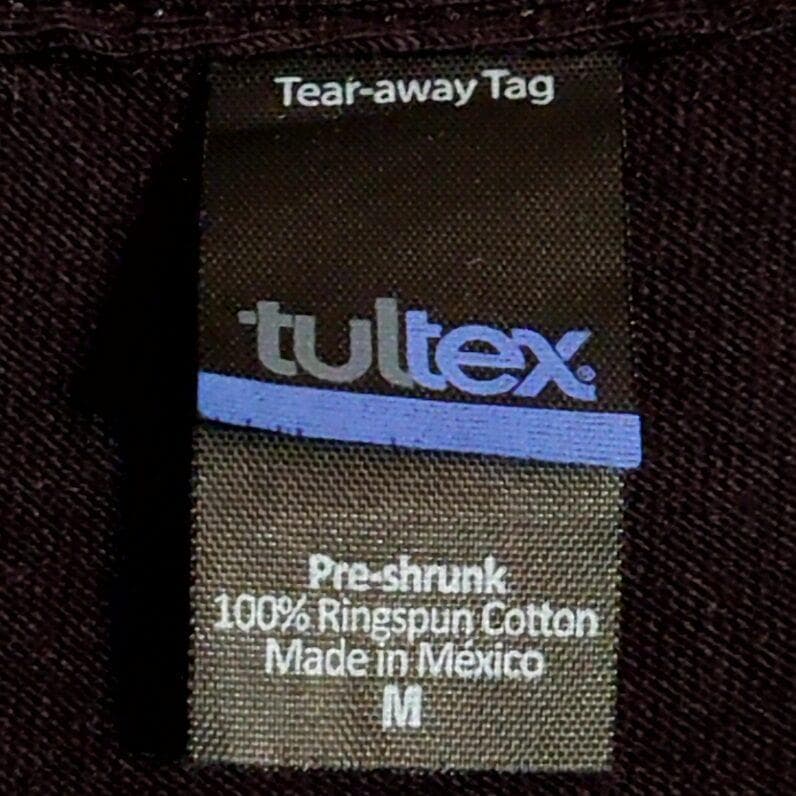 Tear-away Tag
tultex®
Pre-shrunk
100% Ringspun Cotton
Made in México
M